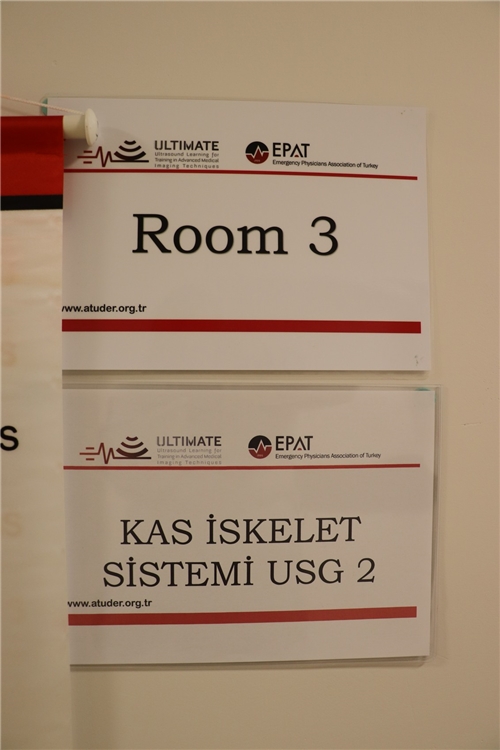 ULTIMATE
Ultrasound Learning for
Training in Advanced Medical
Imaging Techniques
EPAT
Emergency Physicians Association of Turkey
Room 3
www.atuder.org.tr
ULTIMATE
Ultrasound Learning for
Training in Advanced Medical
Imaging Techniques
EPAT
Emergency Physicians Association of Turkey
KAS İSKELET
SİSTEMİ USG 2
www.atuder.org.tr
s